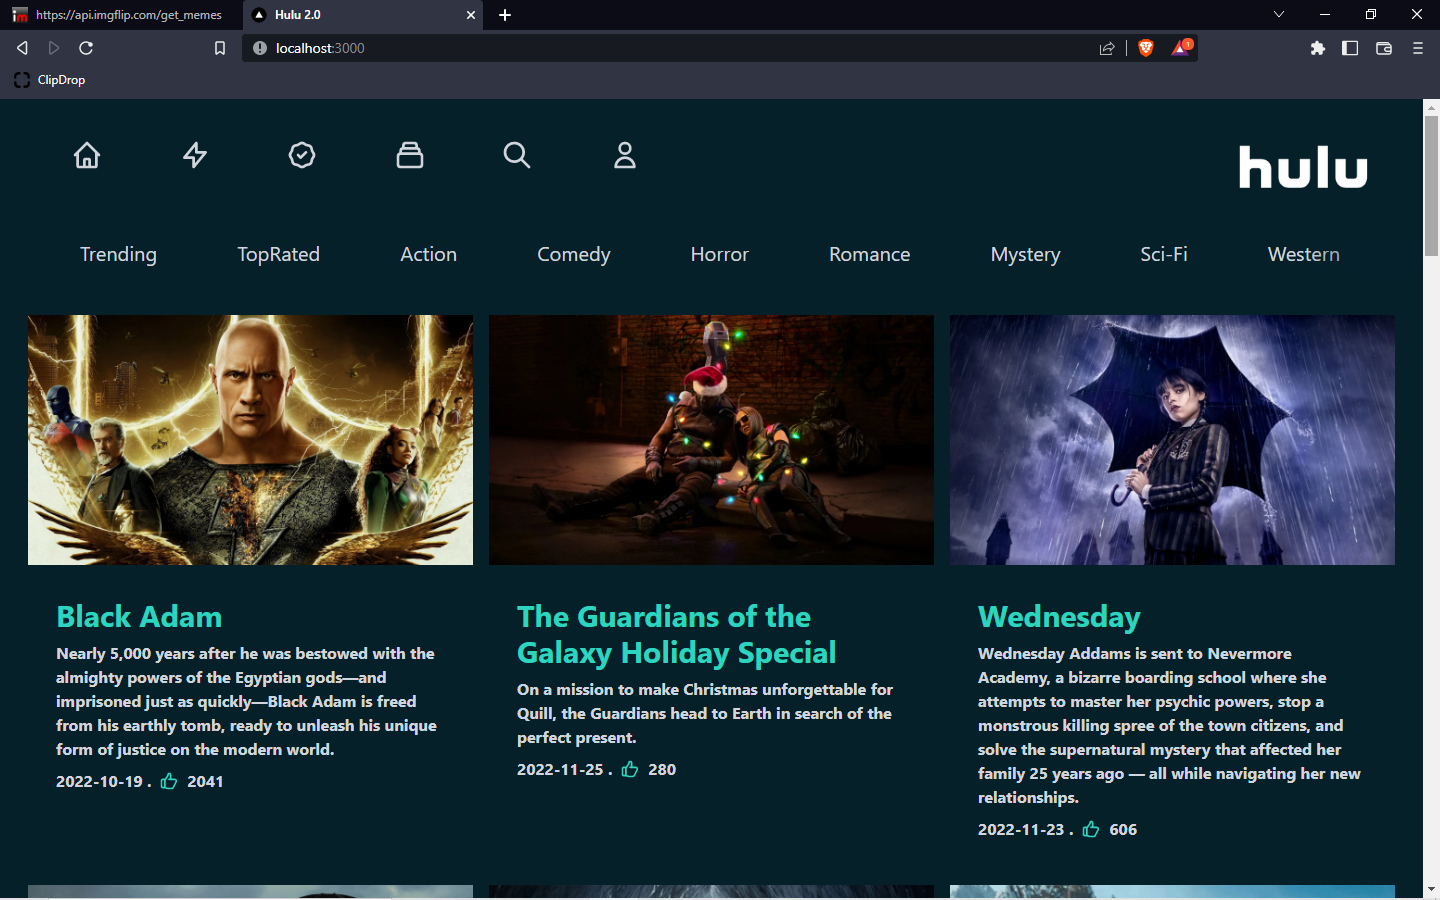 https://api.imgflip.com/get_memes
Hulu 2.0
localhost:3000
1
ClipDrop
hulu
Trending TopRated Action Comedy Horror Romance Mystery Sci-Fi Western
Black Adam
Nearly 5,000 years after he was bestowed with the
almighty powers of the Egyptian gods—and
imprisoned just as quickly—Black Adam is freed
from his earthly tomb, ready to unleash his unique
form of justice on the modern world.
2022-10-19 . 2041
The Guardians of the
Galaxy Holiday Special
On a mission to make Christmas unforgettable for
Quill, the Guardians head to Earth in search of the
perfect present.
2022-11-25 . 280
Wednesday
Wednesday Addams is sent to Nevermore
Academy, a bizarre boarding school where she
attempts to master her psychic powers, stop a
monstrous killing spree of the town citizens, and
solve the supernatural mystery that affected her
family 25 years ago — all while navigating her new
relationships.
2022-11-23 . 606